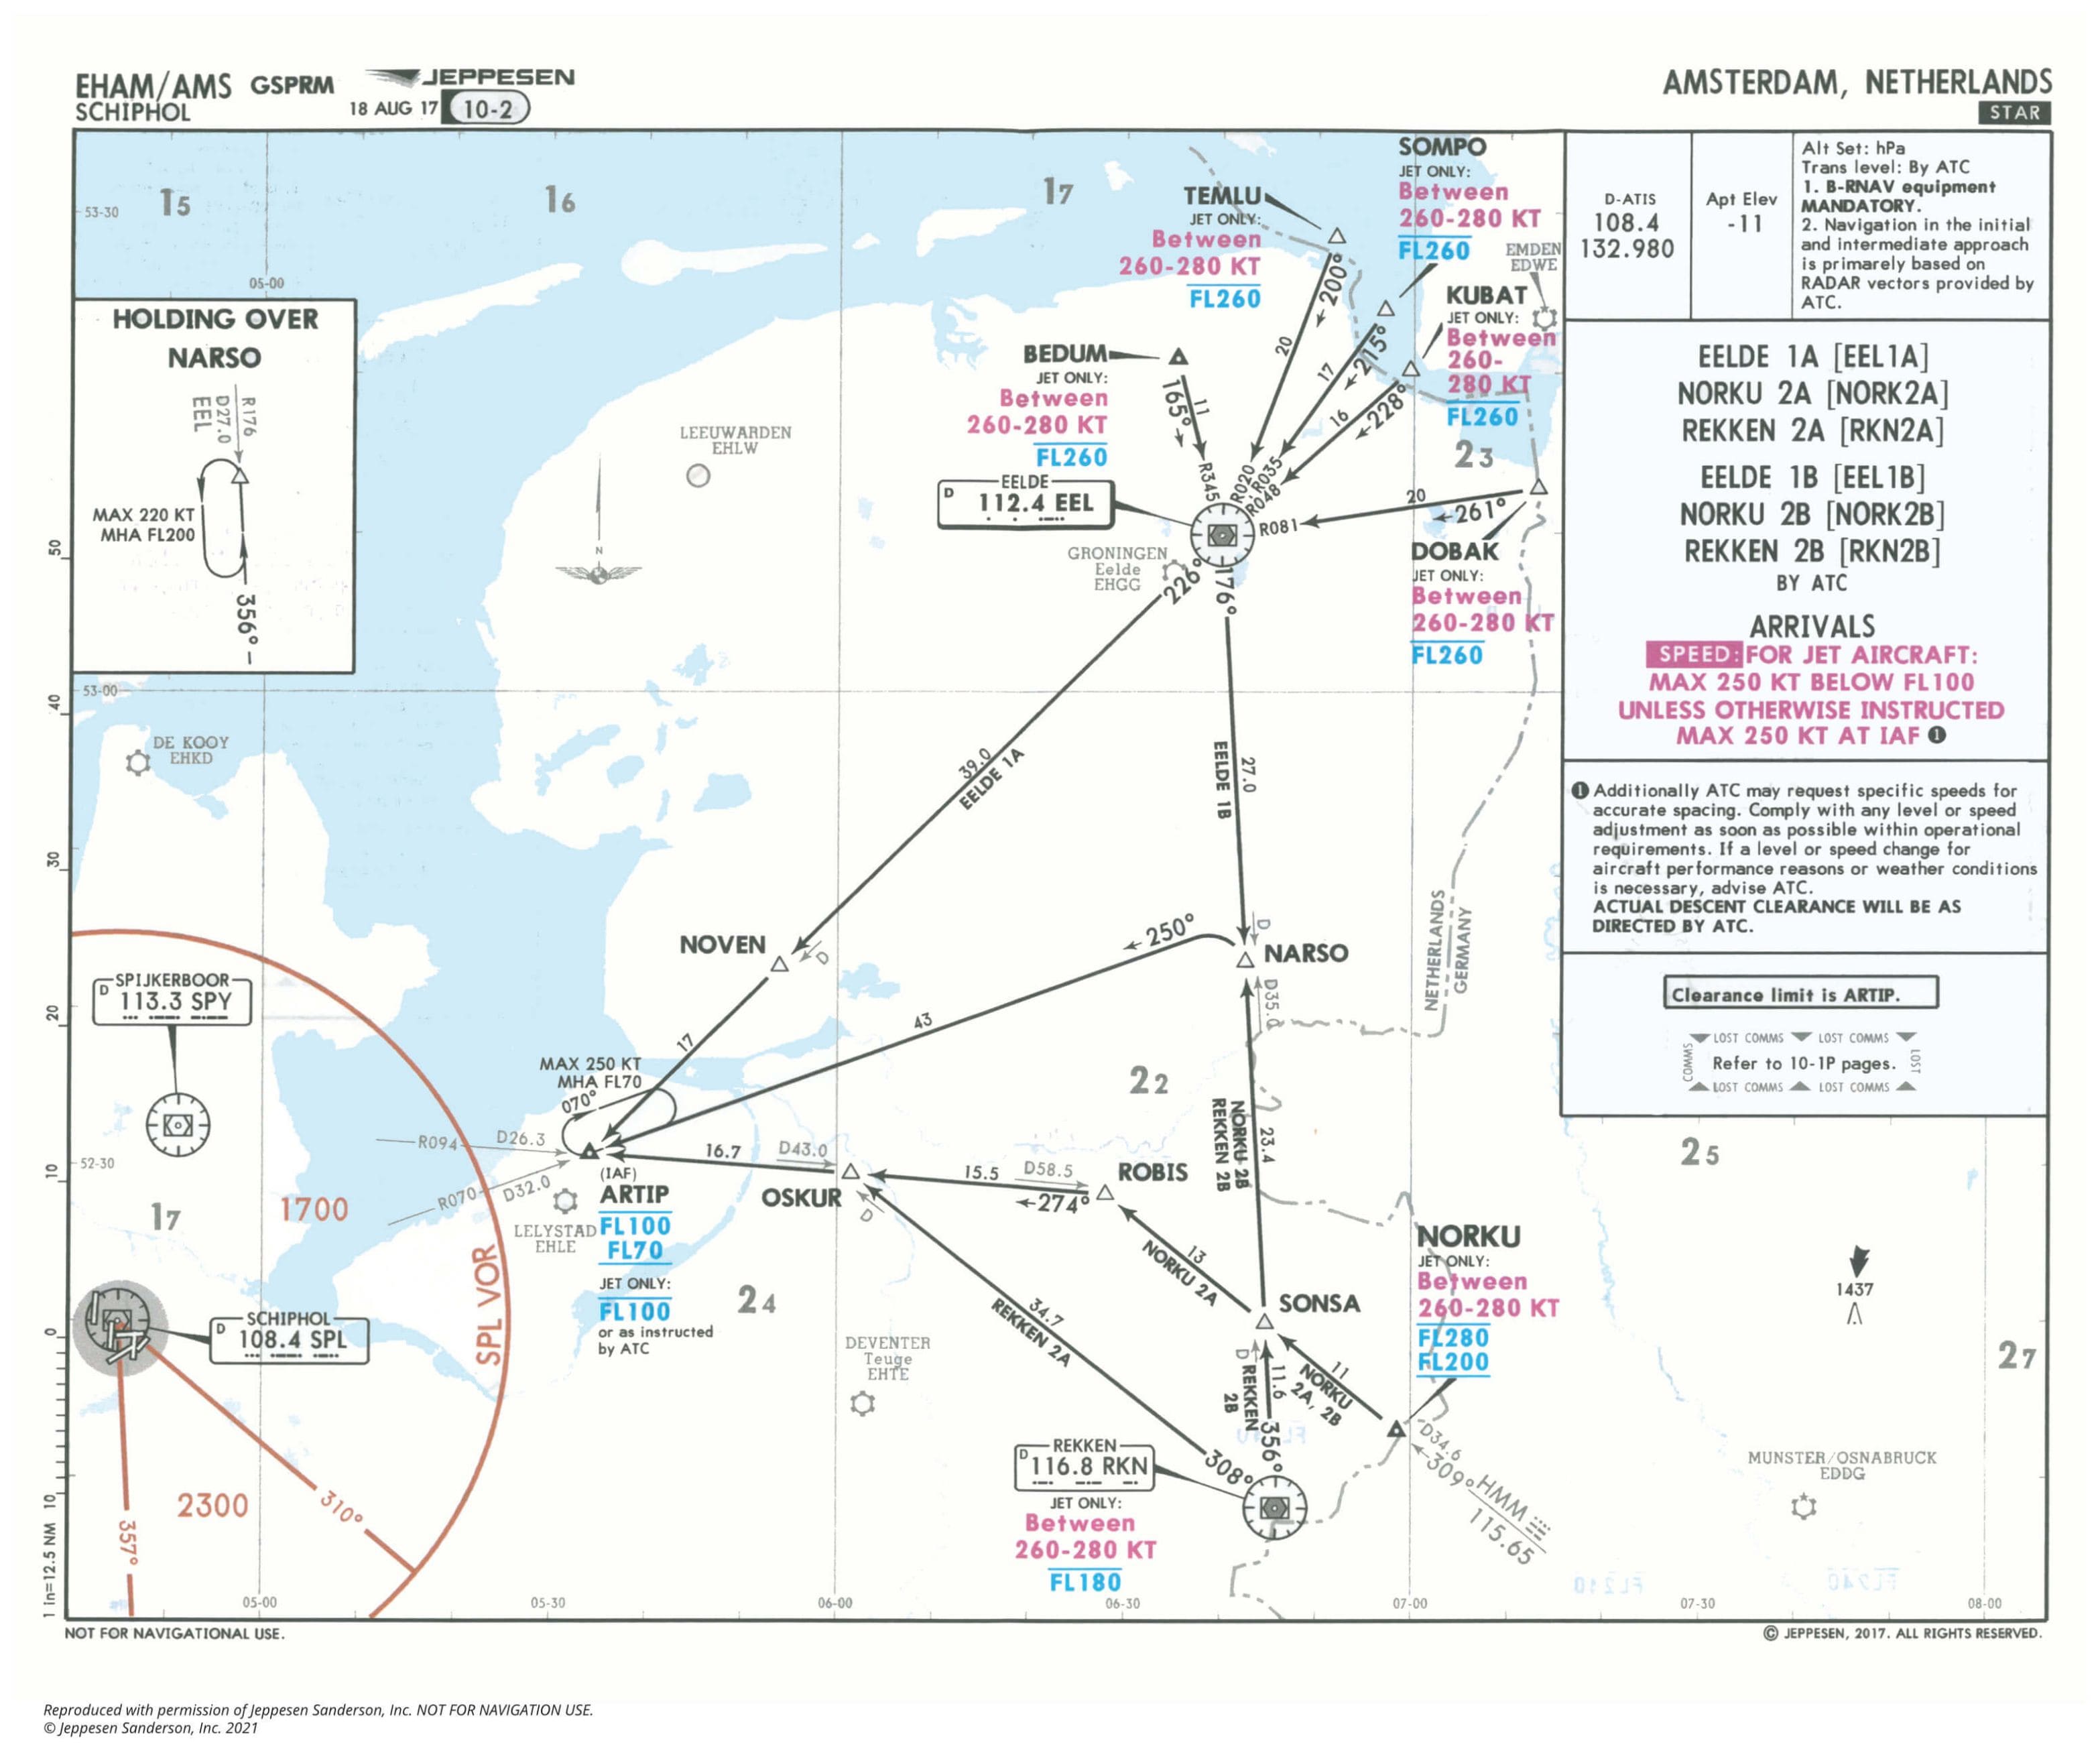 EHAM/AMS GSPRM
SCHIPHOL
JEPPESEN
18 AUG 17 10-2
AMSTERDAM, NETHERLANDS
STAR
15
16
17
53-30
05-00
HOLDING OVER
NARSO
EEL
D27.0
R176
MAX 220 KT
MHA FL200
356°
SOMPO
JET ONLY:
Between
260-280 KT
FL260
TEMLU
JET ONLY:
Between
260-280 KT
FL260
EMDEN
EDWE
KUBAT
JET ONLY:
Between
260-
280 KT
FL260
23
BEDUM
JET ONLY:
Between
260-280 KT
FL260
200°
20
215°
17
228°
16
165°
11
R345
R020
R035
R048
R081
20
261°
LEEUWARDEN
EHLW
N
D
EELDE
112.4 EEL
GRONINGEN
Eelde
EHGG
226°
176°
DOBAK
JET ONLY:
Between
260-280 KT
FL260
D-ATIS
108.4
132.980
Apt Elev
-11
Alt Set: hPa
Trans level: By ATC
1. B-RNAV equipment
MANDATORY.
2. Navigation in the initial
and intermediate approach
is primarely based on
RADAR vectors provided by
ATC.
EELDE 1A [EEL1A]
NORKU 2A [NORK2A]
REKKEN 2A [RKN2A]
EELDE 1B [EEL1B]
NORKU 2B [NORK2B]
REKKEN 2B [RKN2B]
BY ATC
ARRIVALS
SPEED: FOR JET AIRCRAFT:
MAX 250 KT BELOW FL100
UNLESS OTHERWISE INSTRUCTED
MAX 250 KT AT IAF 1
1 Additionally ATC may request specific speeds for
accurate spacing. Comply with any level or speed
adjustment as soon as possible within operational
requirements. If a level or speed change for
aircraft performance reasons or weather conditions
is necessary, advise ATC.
ACTUAL DESCENT CLEARANCE WILL BE AS
DIRECTED BY ATC.
Clearance limit is ARTIP.
LOST COMMS LOST COMMS
COMMS
Refer to 10-1P pages.
LOST
LOST COMMS LOST COMMS
53-00
DE KOOY
EHKD
39.0
EELDE 1A
27.0
EELDE 1B
NETHERLANDS
GERMANY
NOVEN
D
250°
D
NARSO
D35.0
43
17
D
SPIJKERBOOR
113.3 SPY
MAX 250 KT
MHA FL70
070°
R094
D26.3
R070
D32.0
52-30
(IAF)
ARTIP
FL100
FL70
JET ONLY:
FL100
or as instructed
by ATC
LELYSTAD
EHLE
16.7
D43.0
OSKUR
D
15.5
D58.5
274°
ROBIS
22
NORKU 2B
REKKEN 2B
23.4
25
17
1700
SPL VOR
24
13
NORKU 2A
SONSA
NORKU
JET ONLY:
Between
260-280 KT
FL280
FL200
1437
27
D
SCHIPHOL
108.4 SPL
34.7
REKKEN 2A
DEVENTER
Teuge
EHTE
D
REKKEN
2B
11.6
11
NORKU
2A, 2B
356°
308°
D
REKKEN
116.8 RKN
JET ONLY:
Between
260-280 KT
FL180
D34.6
309°
HMM
115.65
MUNSTER/OSNABRUCK
EDDG
2300
310°
357°
50
40
30
20
10
0
10
1 in=12.5 NM
05-00
05-30
06-00
06-30
07-00
07-30
08-00
NOT FOR NAVIGATIONAL USE.
© JEPPESEN, 2017. ALL RIGHTS RESERVED.
Reproduced with permission of Jeppesen Sanderson, Inc. NOT FOR NAVIGATION USE.
© Jeppesen Sanderson, Inc. 2021